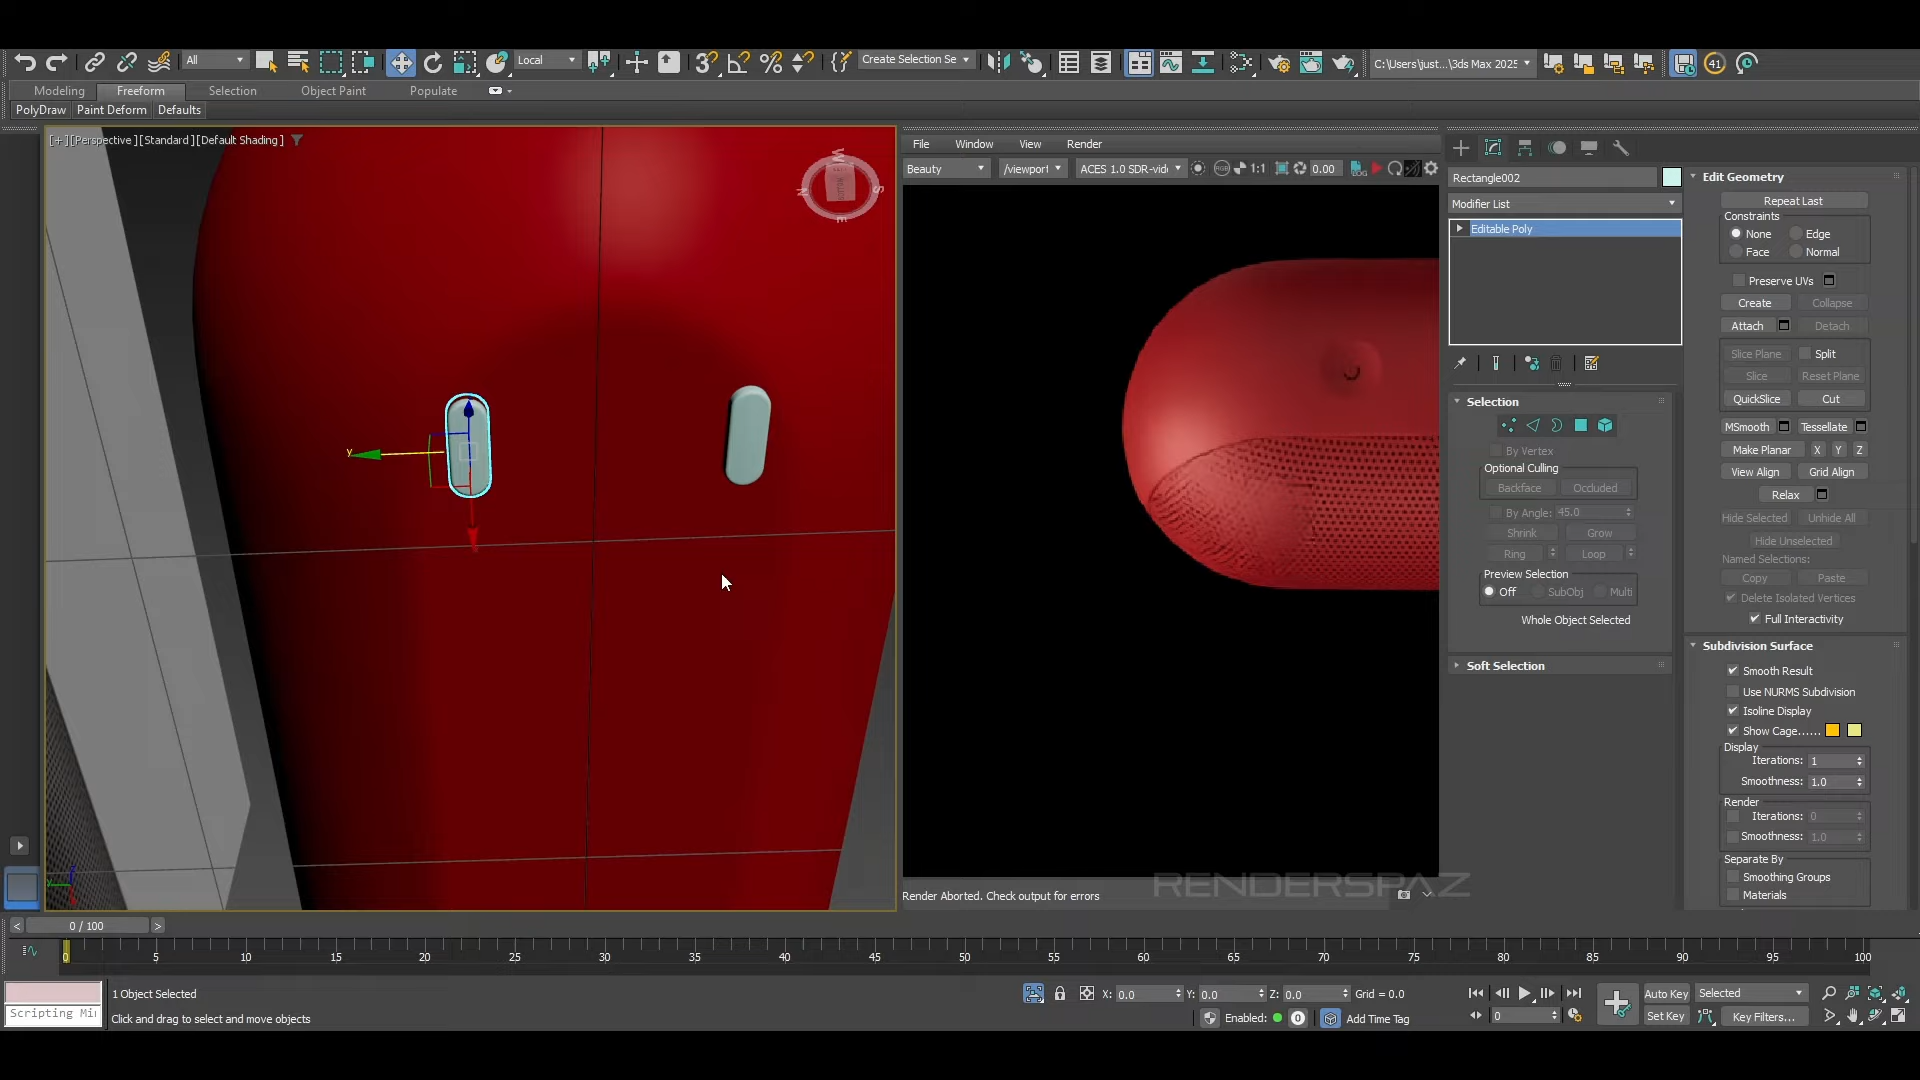 All
Local
3
Create Selection Se
C:\Users\just...\3ds Max 2025
41
Modeling Freeform Selection Object Paint Populate
PolyDraw Paint Deform Defaults
[+][Perspective][Standard][Default Shading]
W
N S
E
y
File Window View Render
Beauty /viewport ACES 1.0 SDR-vid RGB 1:1 0.00 LOG
Rectangle002
Modifier List
Editable Poly
Selection
By Vertex
Optional Culling
Backface Occluded
By Angle: 45.0
Shrink Grow
Ring Loop
Preview Selection
Off SubObj Multi
Whole Object Selected
Soft Selection
Edit Geometry
Repeat Last
Constraints
None Edge
Face Normal
Preserve UVs
Create Collapse
Attach Detach
Slice Plane Split
Slice Reset Plane
QuickSlice Cut
MSmooth Tessellate
Make Planar X Y Z
View Align Grid Align
Relax
Hide Selected Unhide All
Hide Unselected
Named Selections:
Copy Paste
Delete Isolated Vertices
Full Interactivity
Subdivision Surface
Smooth Result
Use NURMS Subdivision
Isoline Display
Show Cage......
Display
Iterations: 1
Smoothness: 1.0
Render
Iterations: 0
Smoothness: 1.0
Separate By
Smoothing Groups
Materials
RENDERSPAZ
Render Aborted. Check output for errors
< 0 / 100 >
0 5 10 15 20 25 30 35 40 45 50 55 60 65 70 75 80 85 90 95 100
1 Object Selected
X: 0.0 Y: 0.0 Z: 0.0 Grid = 0.0
Auto Key Selected
Scripting Mi
Click and drag to select and move objects
Enabled: 0 Add Time Tag
0
Set Key Key Filters...